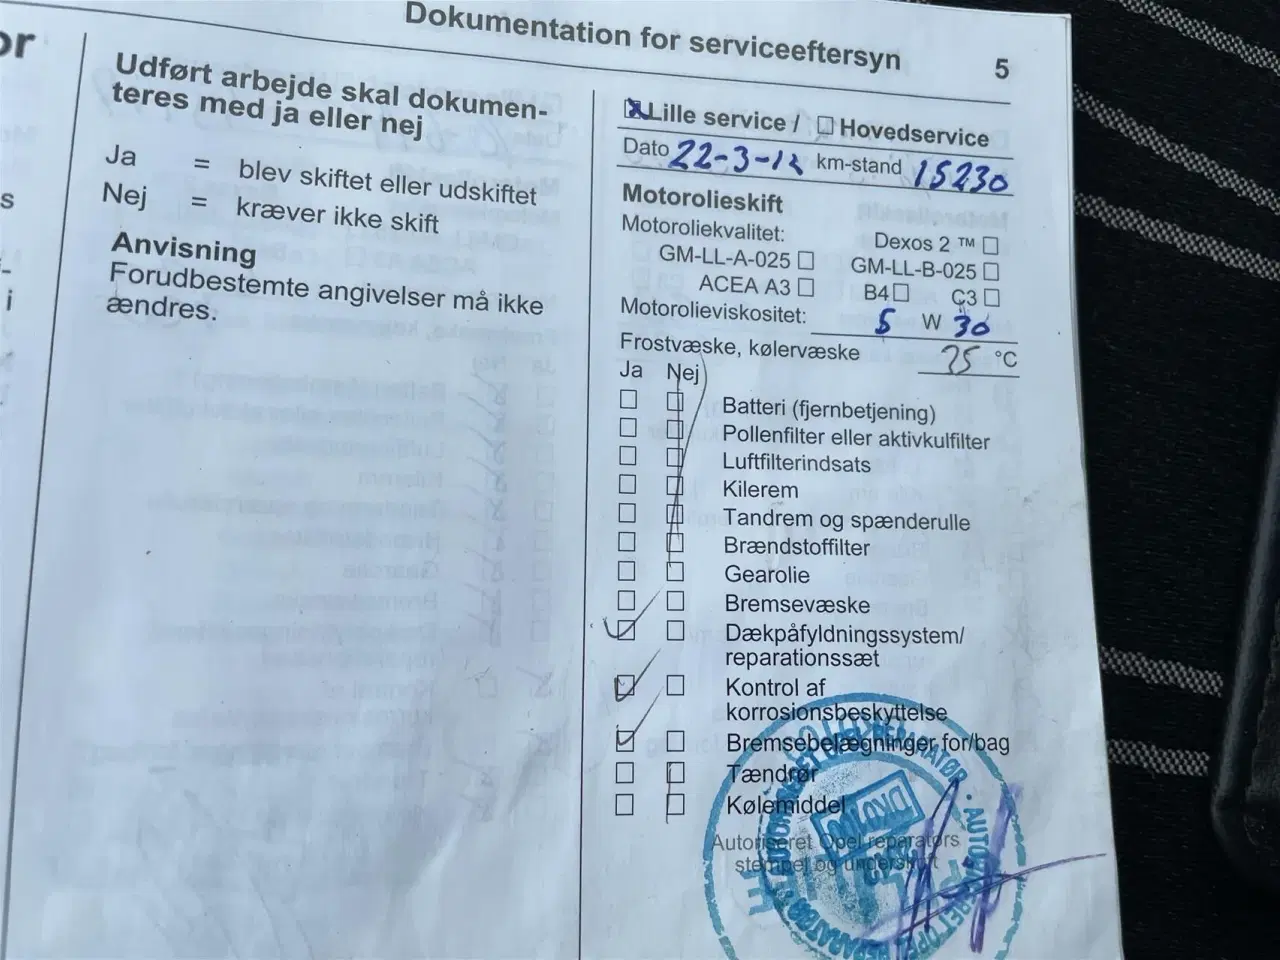 or
s
i
Dokumentation for serviceeftersyn 5
Udført arbejde skal dokumen-
teres med ja eller nej
Ja = blev skiftet eller udskiftet
Nej = kræver ikke skift
Anvisning
Forudbestemte angivelser må ikke
ændres.
Lille service / Hovedservice
Dato 22-3-12 km-stand 15230
Motorolieskift
Motoroliekvalitet: Dexos 2 ™
GM-LL-A-025 GM-LL-B-025
ACEA A3 B4 C3
Motorolieviskositet: 5 W 30
Frostvæske, kølervæske 35 °C
Ja Nej
Batteri (fjernbetjening)
Pollenfilter eller aktivkulfilter
Luftfilterindsats
Kilerem
Tandrem og spænderulle
Brændstoffilter
Gearolie
Bremsevæske
Dækpåfyldningssystem/
reparationssæt
Kontrol af
korrosionsbeskyttelse
Bremsebelægninger for/bag
Tændrør
Kølemiddel
Autoriseret Opel reparatørs
stempel og underskrift